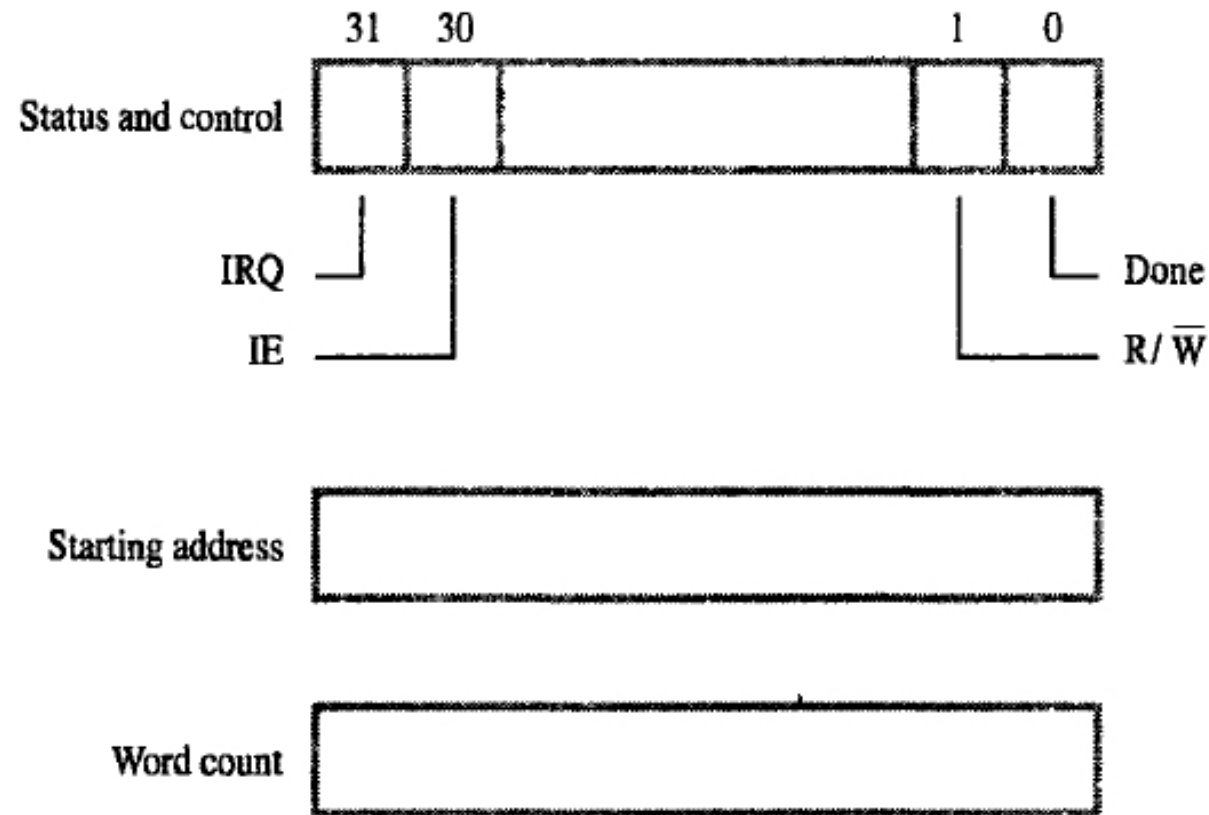 31 30 1 0
Status and control
IRQ
Done
IE
R/ W̅
Starting address
Word count